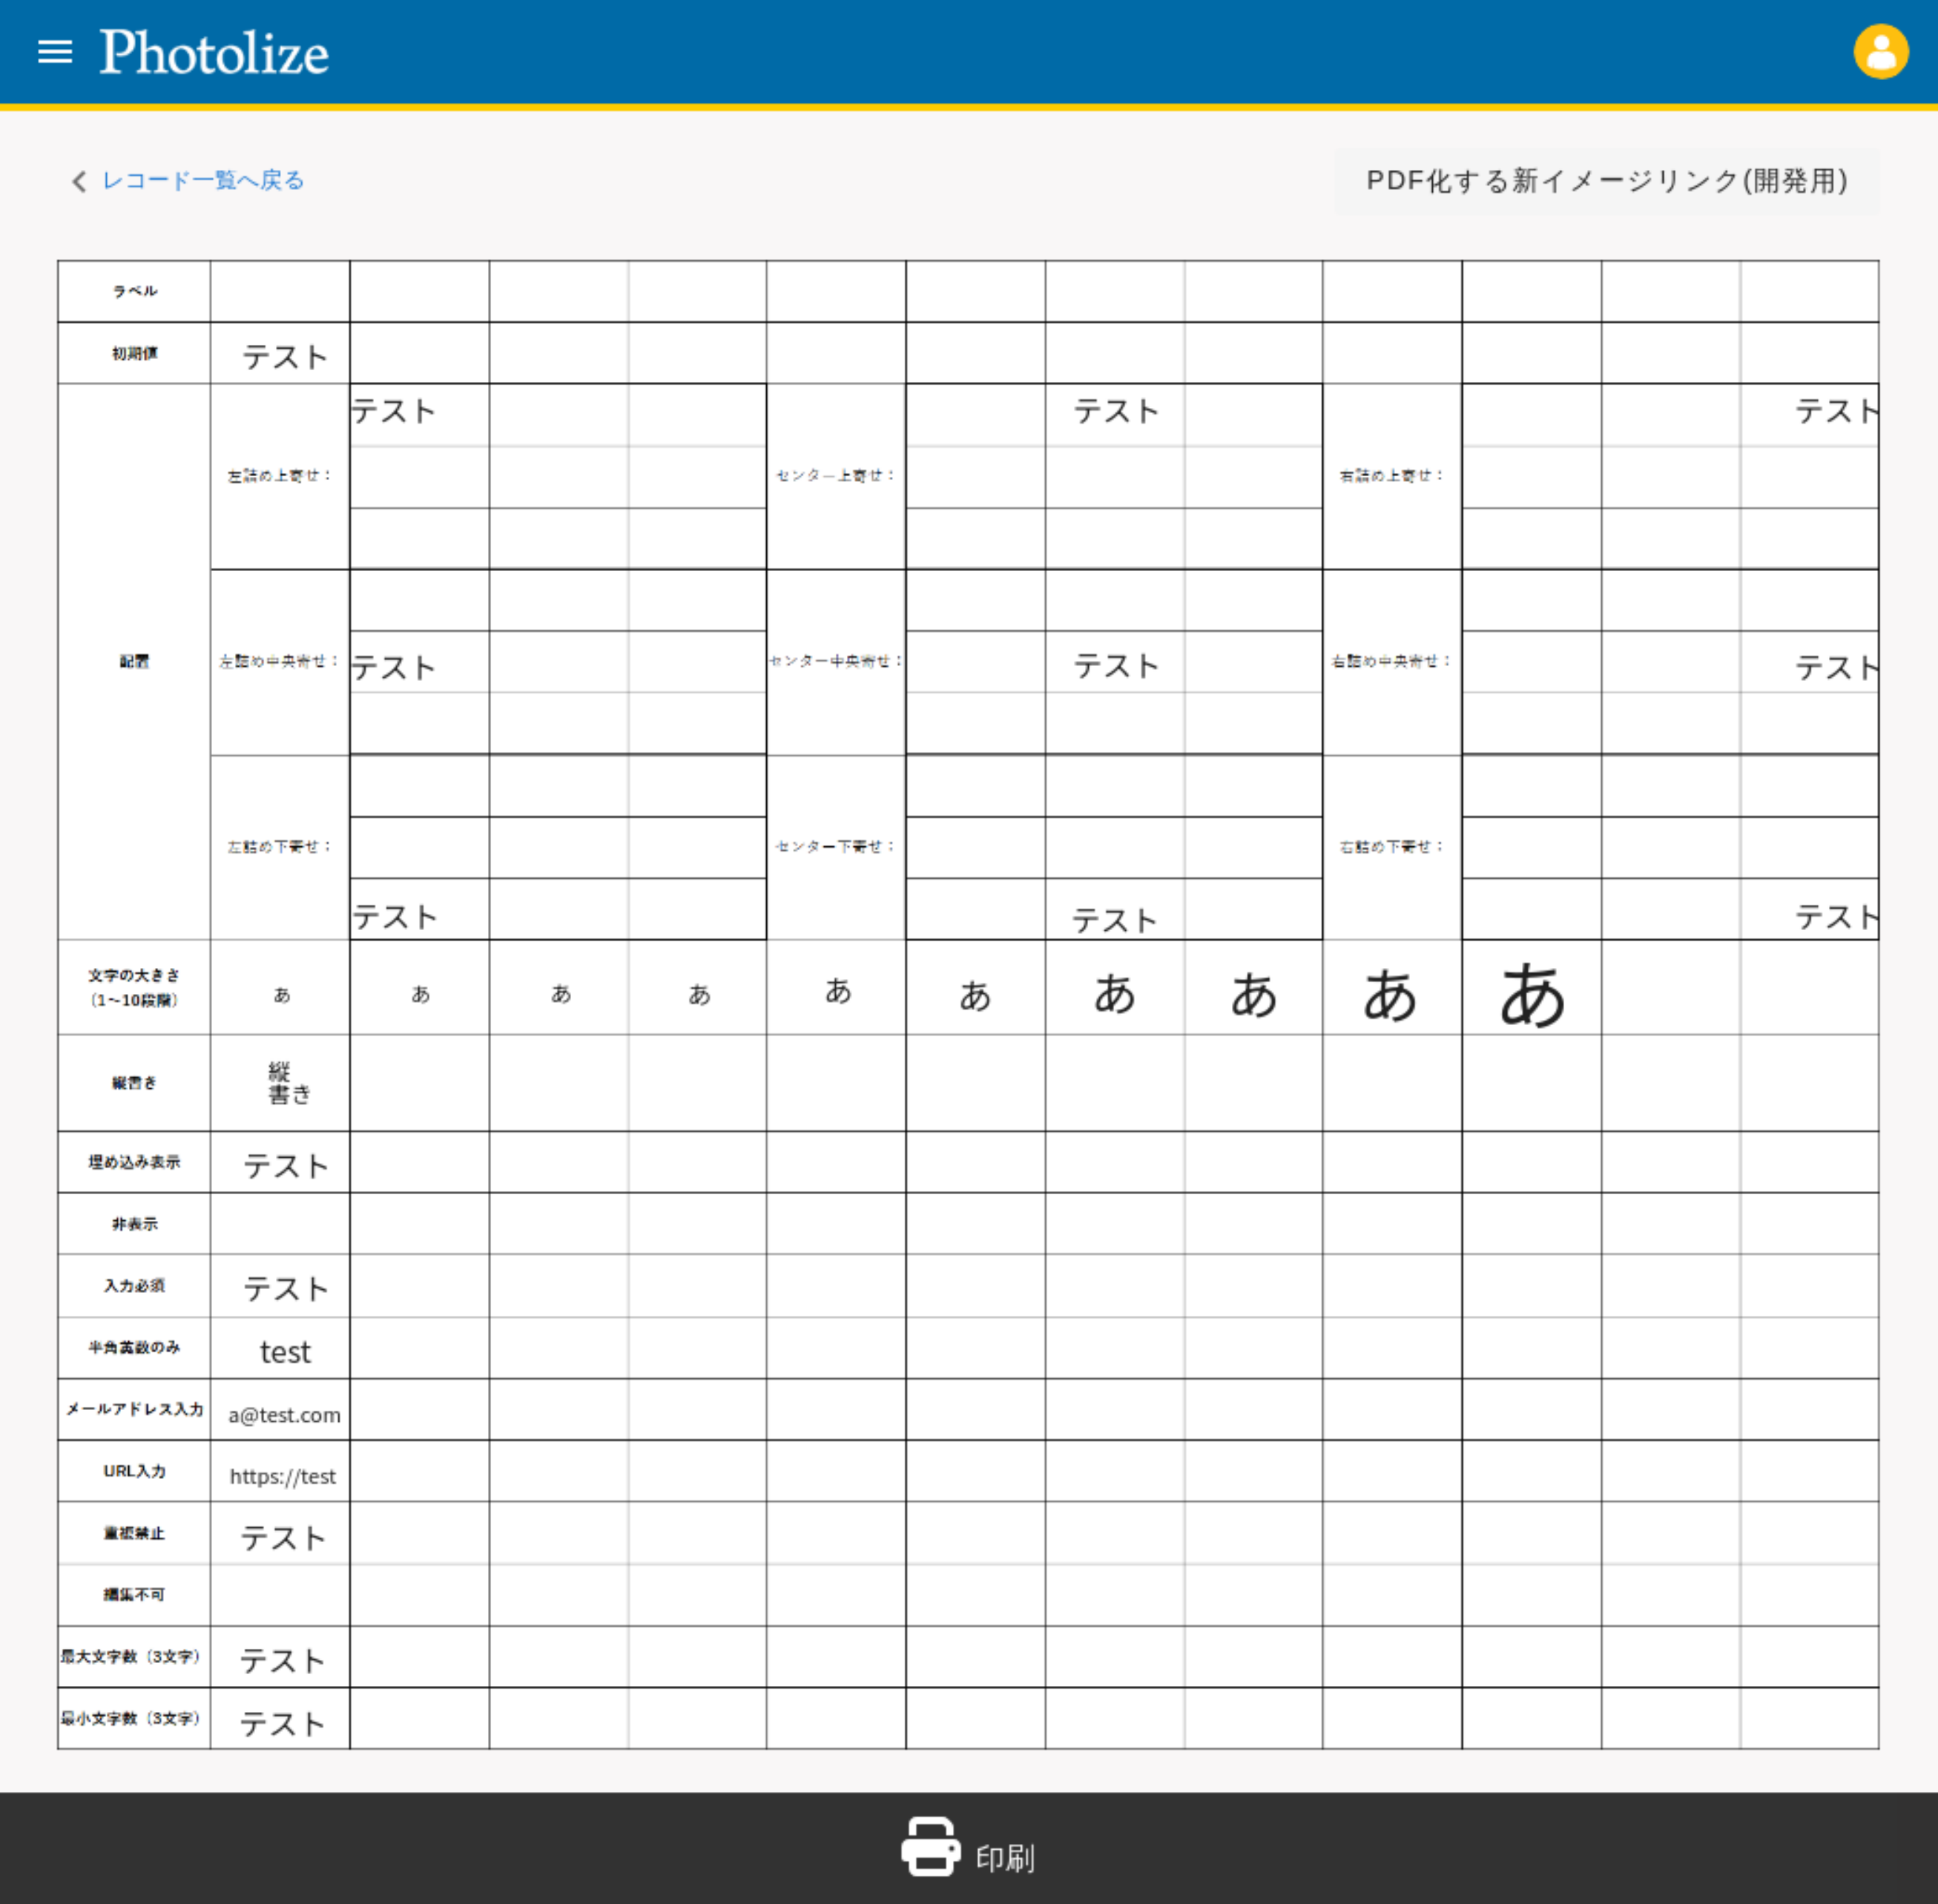 Photolize
レコード一覧へ戻る
PDF化する新イメージリンク(開発用)
ラベル
初期値 テスト
テスト テスト テスト
左詰め上寄せ： センター上寄せ： 右詰め上寄せ：
配置 左詰め中央寄せ： テスト センター中央寄せ： テスト 右詰め中央寄せ： テスト
左詰め下寄せ： センター下寄せ： 右詰め下寄せ：
テスト テスト テスト
文字の大きさ
（1〜10段階） あ あ あ あ あ あ あ あ あ あ
縦
縦書き
書き
埋め込み表示 テスト
非表示
入力必須 テスト
半角英数のみ test
メールアドレス入力 a@test.com
URL入力 https://test
重複禁止 テスト
編集不可
最大文字数（3文字） テスト
最小文字数（3文字） テスト
印刷